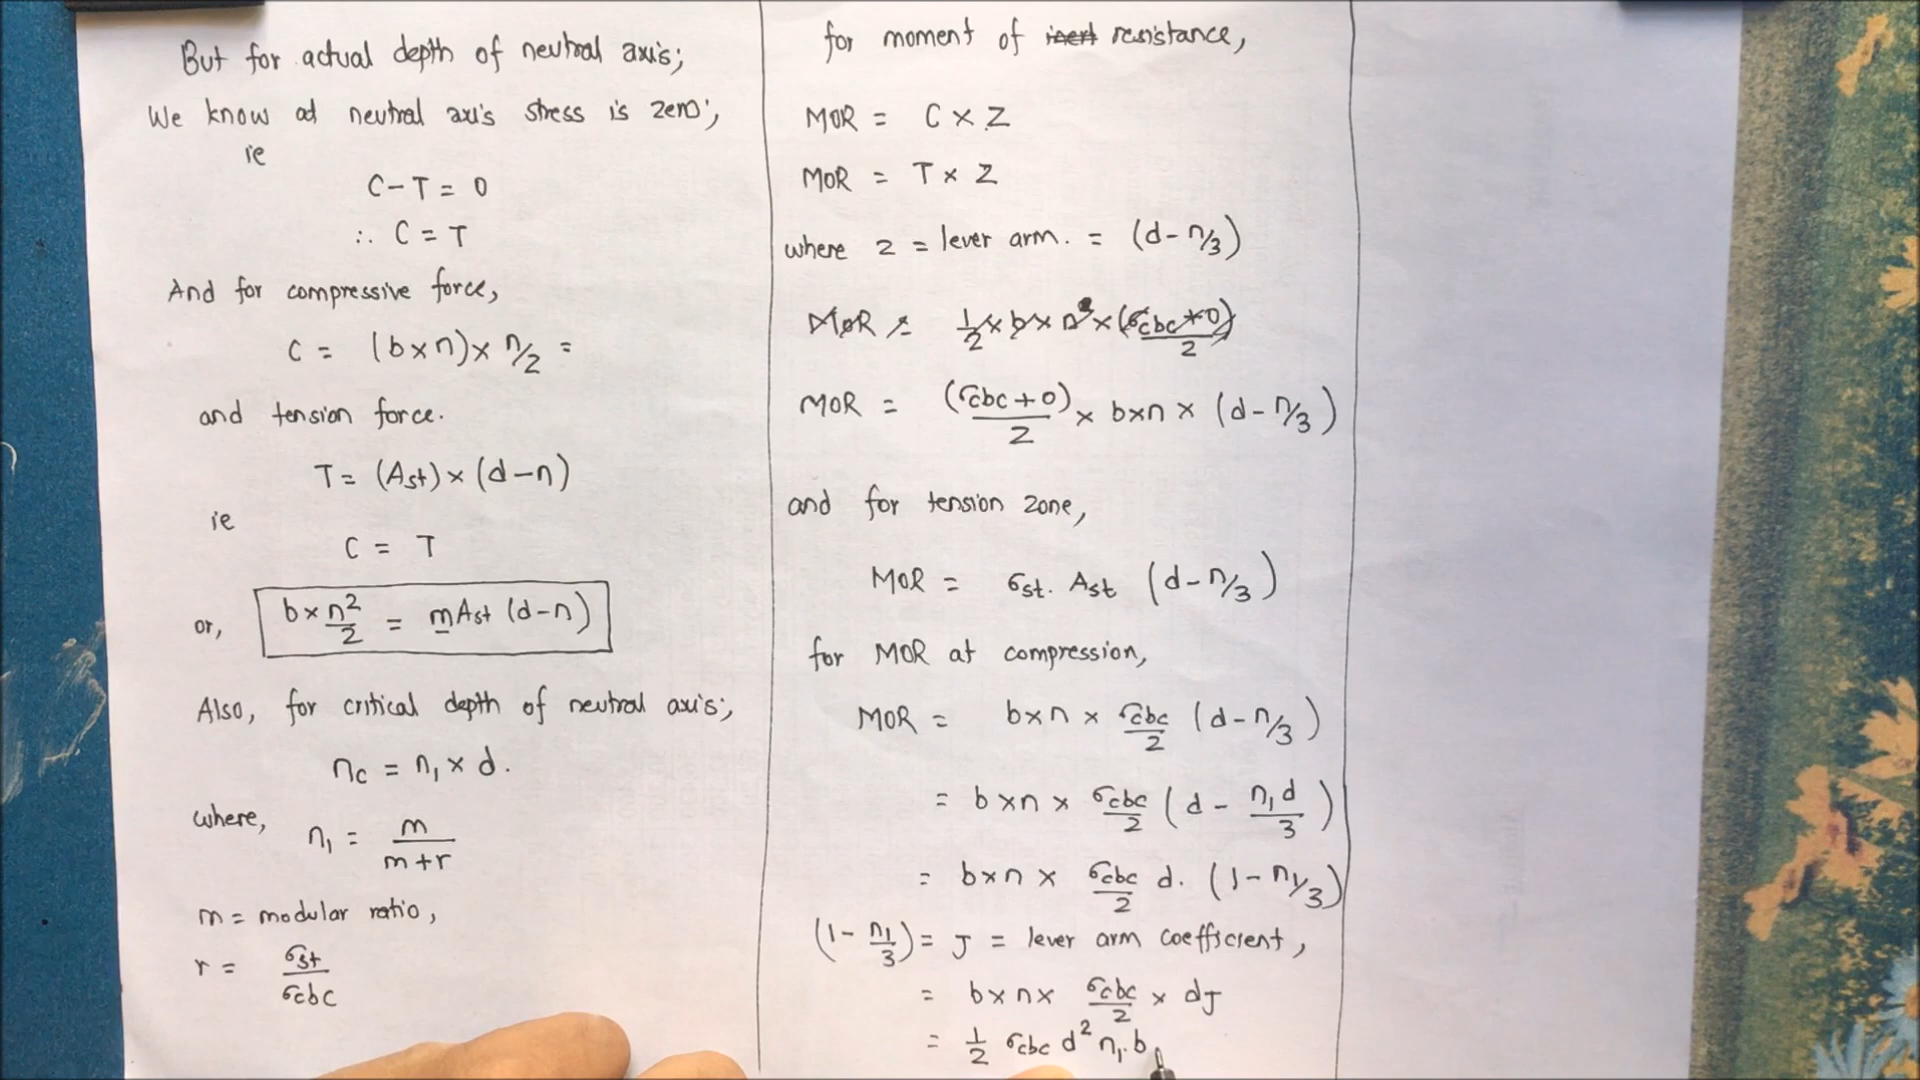 But for actual depth of neutral axis;
We know at neutral axis stress is zero;
ie
C - T = 0
∴ C = T
And for compressive force,
C = (b×n)× n/2 =
and tension force.
T = (Ast)×(d-n)
ie
C = T
or, b×n²/2 = mAst (d-n)
Also, for critical depth of neutral axis;
nc = n₁ × d.
where, n₁ = m/(m+r)
m = modular ratio,
r = σst/σcbc
for moment of resistance,
MOR = C × Z
MOR = T × Z
where z = lever arm. = (d - n/3)
MOR = (σcbc + 0)/2 × b×n × (d - n/3)
and for tension zone,
MOR = σst. Ast (d - n/3)
for MOR at compression,
MOR = b×n × σcbc/2 (d - n/3)
= b×n × σcbc/2 (d - n₁d/3)
= b×n × σcbc/2 d. (1 - n₁/3)
(1 - n₁/3) = J = lever arm coefficient,
= b×n× σcbc/2 × dJ
= 1/2 σcbc d² n₁.b